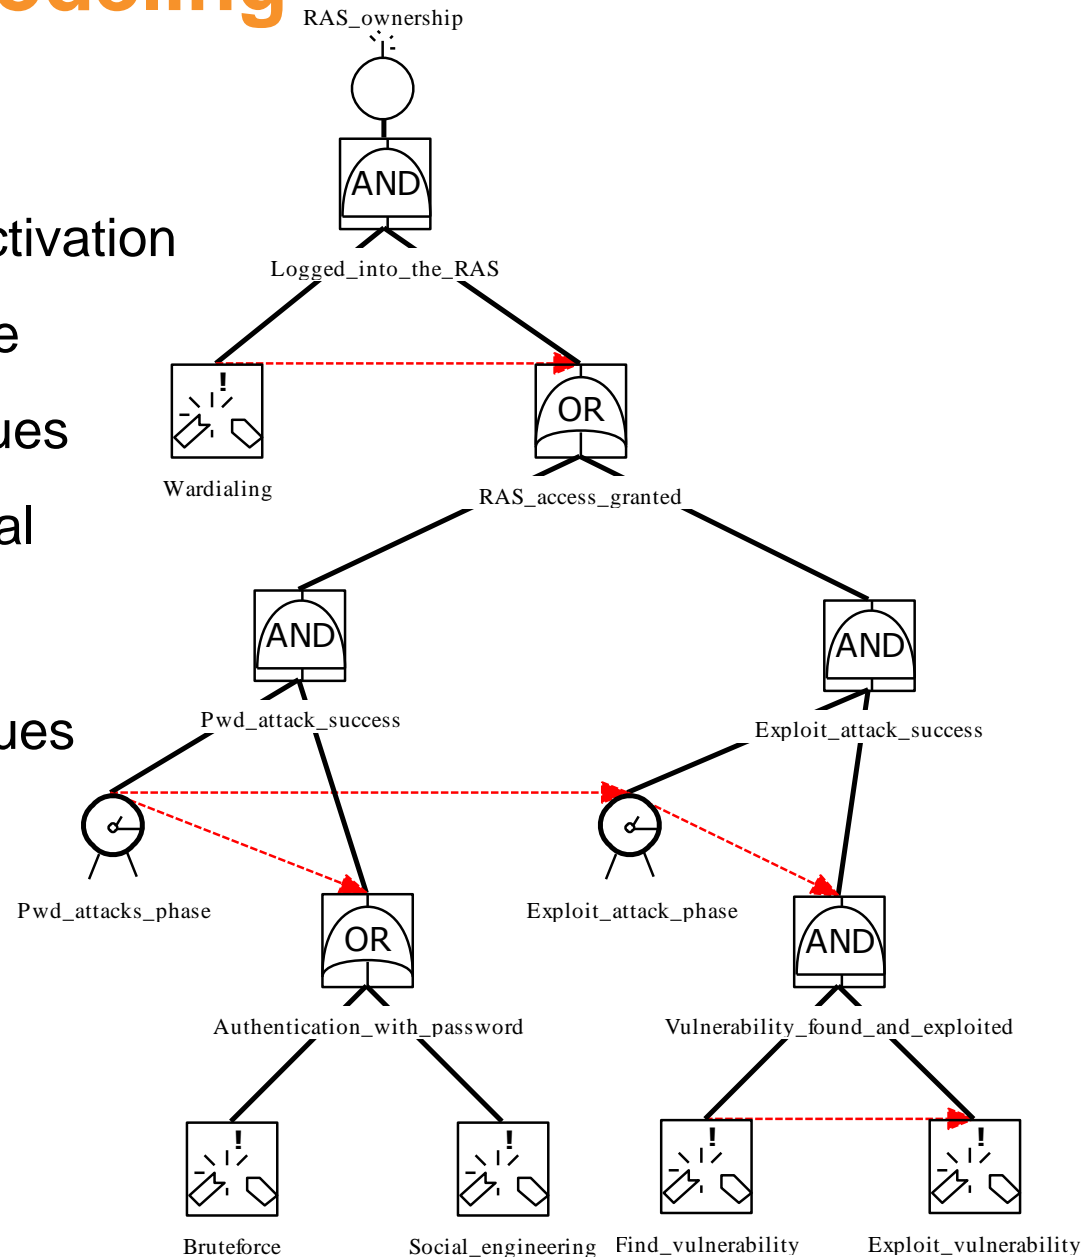 odeling
RAS_ownership
AND
ctivation
Logged_into_the_RAS
e
!
OR
ues
Wardialing
RAS_access_granted
al
AND
AND
Pwd_attack_success
Exploit_attack_success
ues
Pwd_attacks_phase
Exploit_attack_phase
OR
AND
Authentication_with_password
Vulnerability_found_and_exploited
!
!
!
!
Bruteforce
Social_engineering
Find_vulnerability
Exploit_vulnerability